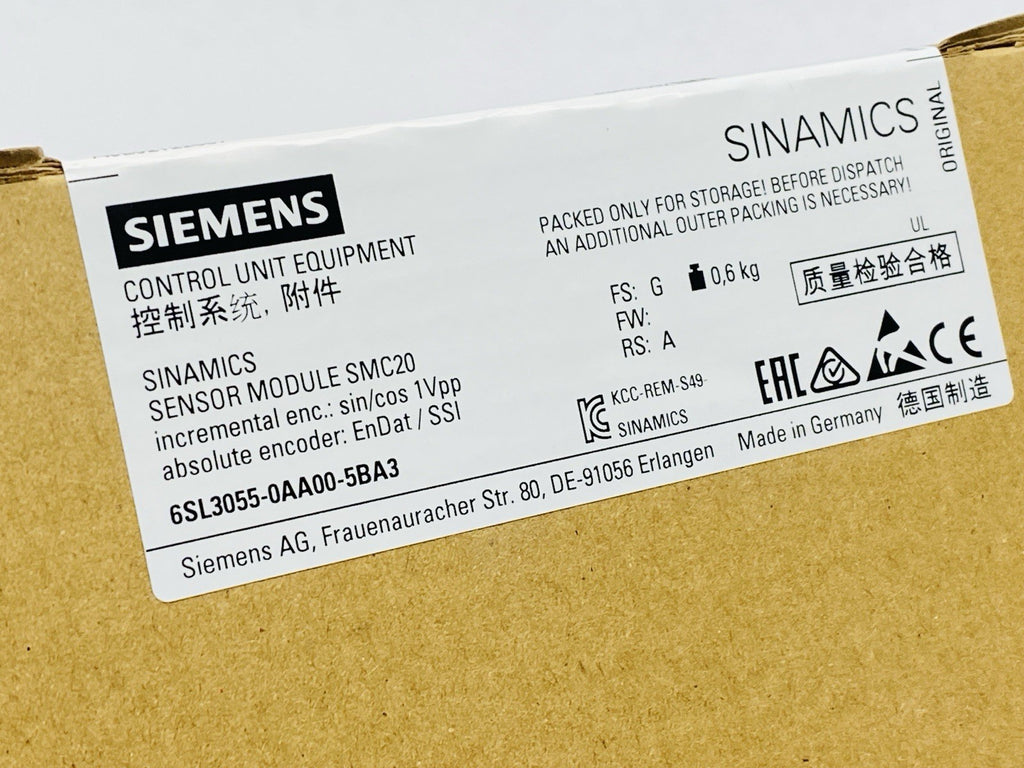 SIEMENS
CONTROL UNIT EQUIPMENT
控制系统, 附件
SINAMICS
SENSOR MODULE SMC20
incremental enc.: sin/cos 1Vpp
absolute encoder: EnDat / SSI
6SL3055-0AA00-5BA3
SINAMICS
ORIGINAL
PACKED ONLY FOR STORAGE! BEFORE DISPATCH
AN ADDITIONAL OUTER PACKING IS NECESSARY!
UL
FS: G 0,6 kg
质量检验合格
FW:
RS: A
KCC-REM-S49-
SINAMICS
EAC CE
Siemens AG, Frauenauracher Str. 80, DE-91056 Erlangen Made in Germany 德国制造